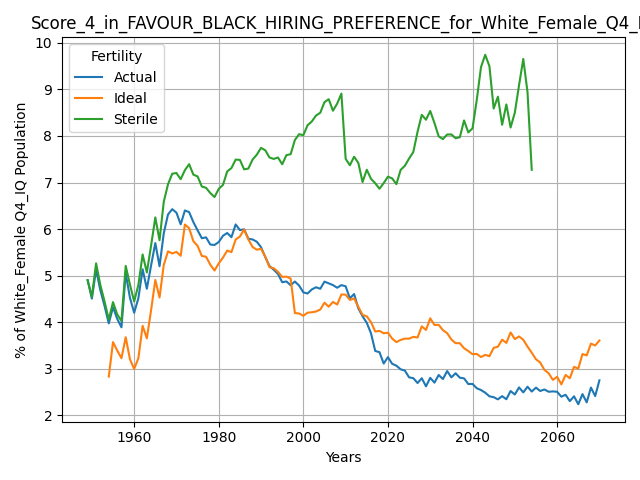 Score_4_in_FAVOUR_BLACK_HIRING_PREFERENCE_for_White_Female_Q4_I
Fertility
Actual
Ideal
Sterile
% of White_Female Q4_IQ Population
10
9
8
7
6
5
4
3
2
1960
1980
2000
2020
2040
2060
Years